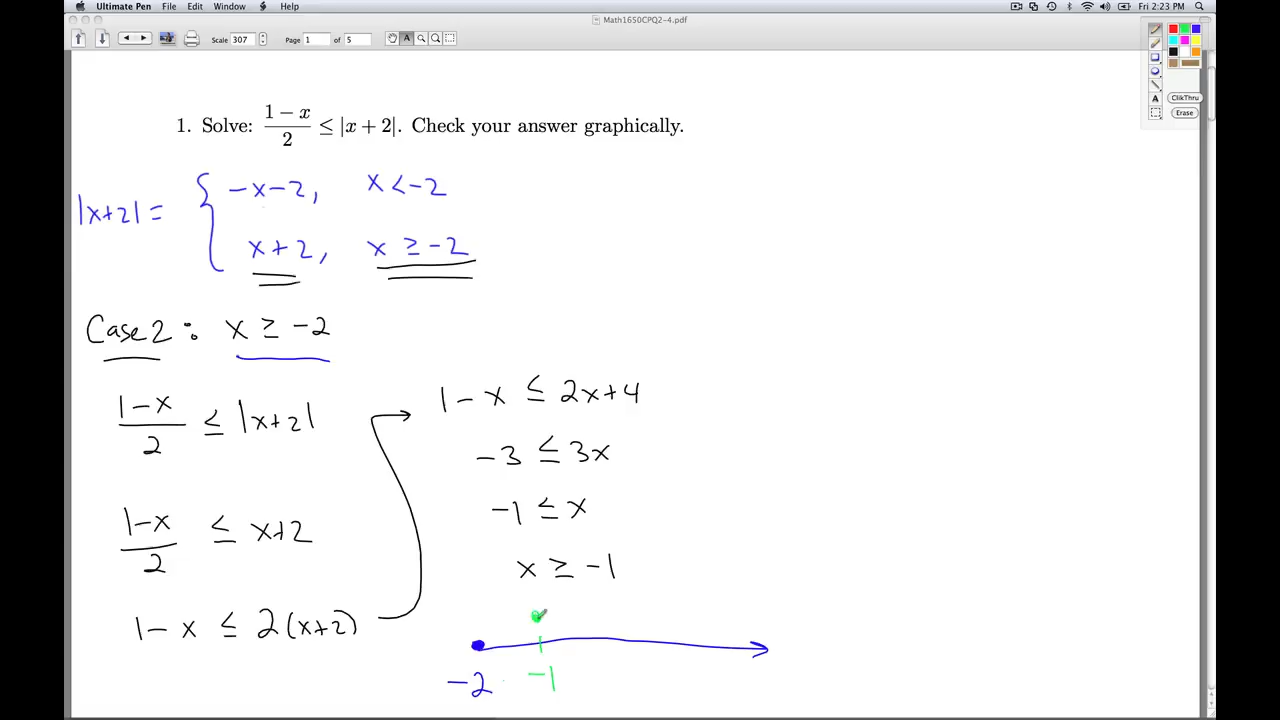 Ultimate Pen File Edit Window Help Fri 2:23 PM
Math1650CPQ2-4.pdf
Scale 307 Page 1 of 5
ClikThru
Erase
1. Solve: (1 − x)/2 ≤ |x + 2|. Check your answer graphically.
|x+2| = { −x−2, x < −2
x+2, x ≥ −2
Case 2: x ≥ −2
(1−x)/2 ≤ |x+2|
(1−x)/2 ≤ x+2
1−x ≤ 2(x+2)
1−x ≤ 2x+4
−3 ≤ 3x
−1 ≤ x
x ≥ −1
−2 −1